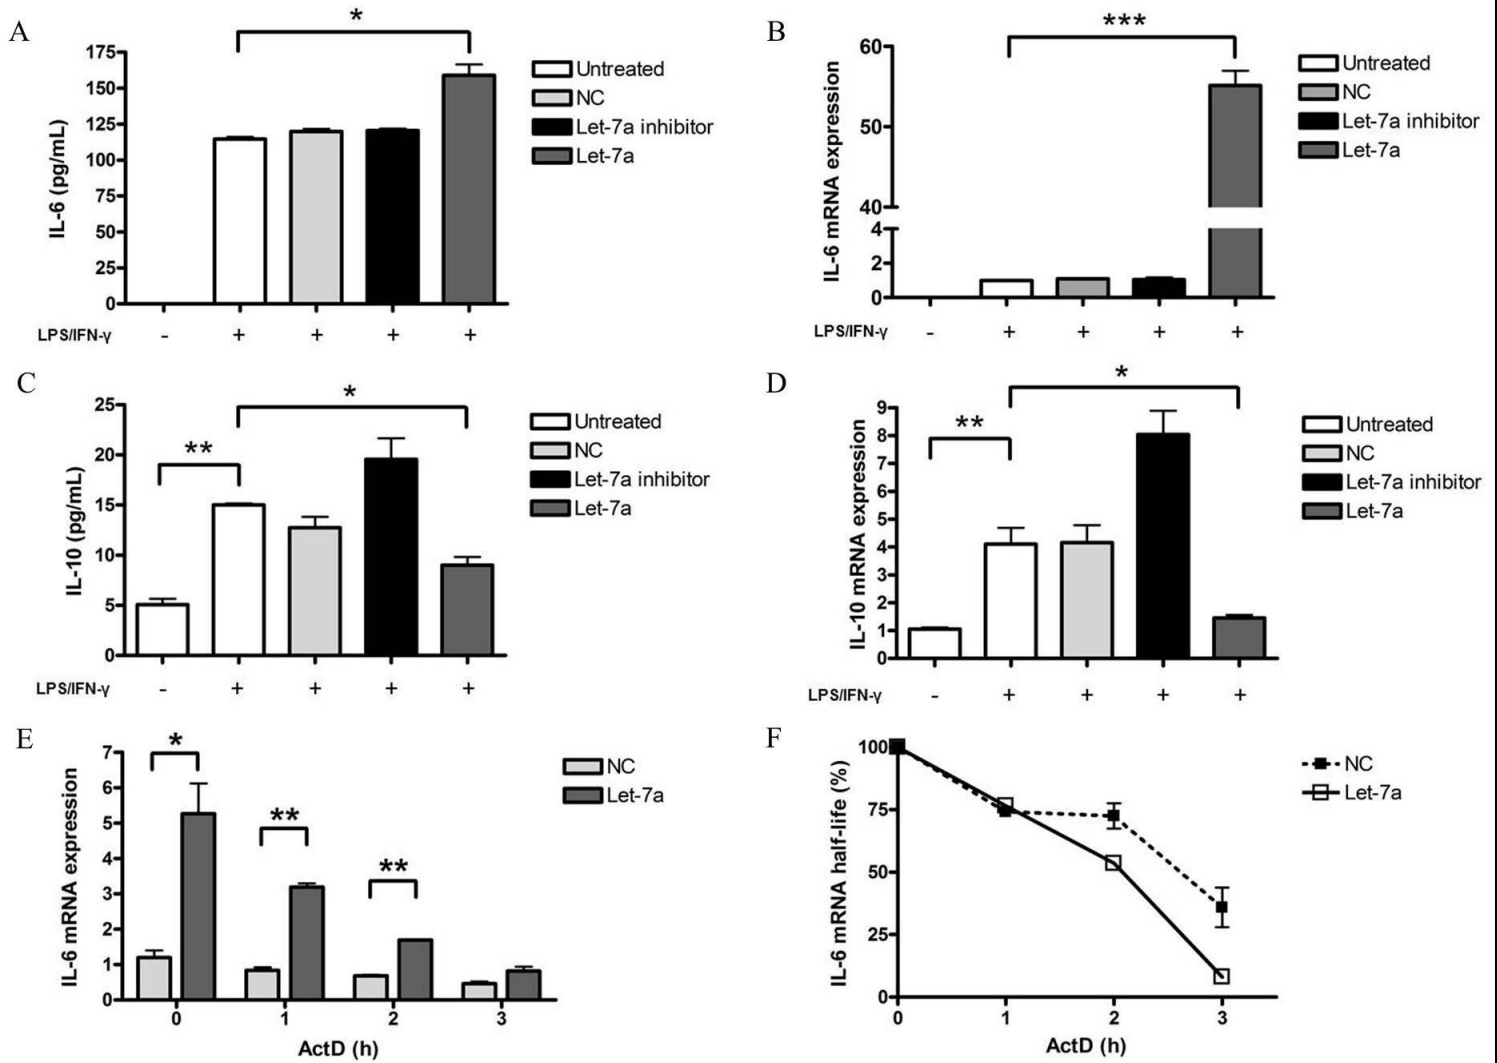 A
*
175
150
125
100
75
50
25
0
IL-6 (pg/mL)
LPS/IFN-γ - + + + +
Untreated
NC
Let-7a inhibitor
Let-7a
B
***
60
50
40
4
2
0
IL-6 mRNA expression
LPS/IFN-γ - + + + +
Untreated
NC
Let-7a inhibitor
Let-7a
C
*
**
25
20
15
10
5
0
IL-10 (pg/mL)
LPS/IFN-γ - + + + +
Untreated
NC
Let-7a inhibitor
Let-7a
D
*
**
9
8
7
6
5
4
3
2
1
0
IL-10 mRNA expression
LPS/IFN-γ - + + + +
Untreated
NC
Let-7a inhibitor
Let-7a
E
*
**
**
7
6
5
4
3
2
1
0
IL-6 mRNA expression
0 1 2 3
ActD (h)
NC
Let-7a
F
100
75
50
25
0
IL-6 mRNA half-life (%)
0 1 2 3
ActD (h)
NC
Let-7a